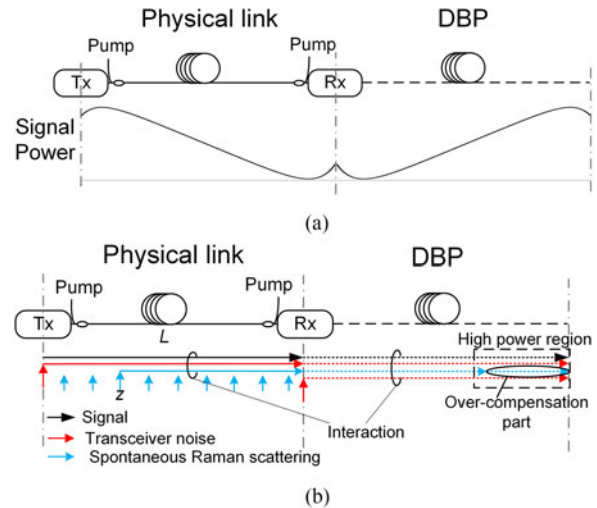 Physical link
DBP
Pump
Pump
Tx
Rx
Signal
Power
(a)
Physical link
DBP
Pump
Pump
Tx
Rx
L
High power region
z
Over-compensation
part
Signal
Interaction
Transceiver noise
Spontaneous Raman scattering
(b)